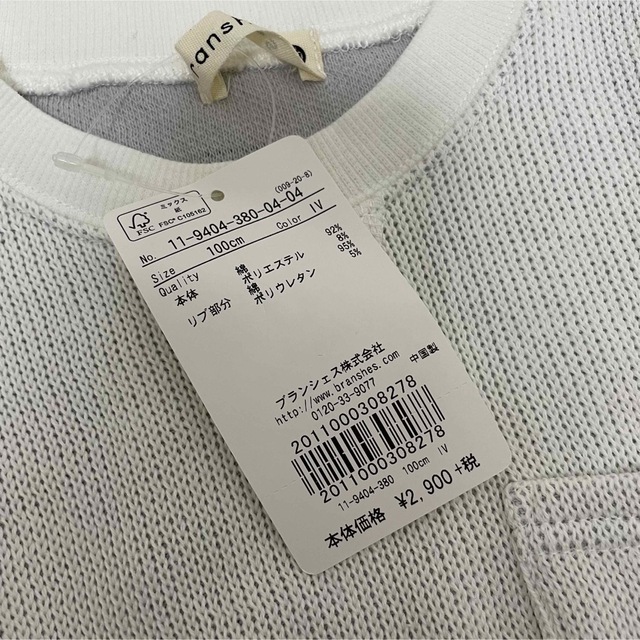 branshes
FSC
ミックス
紙
FSC® C105162
(009-20-8)
No. 11-9404-380-04-04
Size 100cm Color IV
Quality
本体 綿 92%
ポリエステル 8%
リブ部分 綿 95%
ポリウレタン 5%
ブランシェス株式会社
http://www.branshes.com
0120-33-9077 中国製
2011000308278
2011000308278
11-9404-380 100cm IV
本体価格 ¥2,900+税